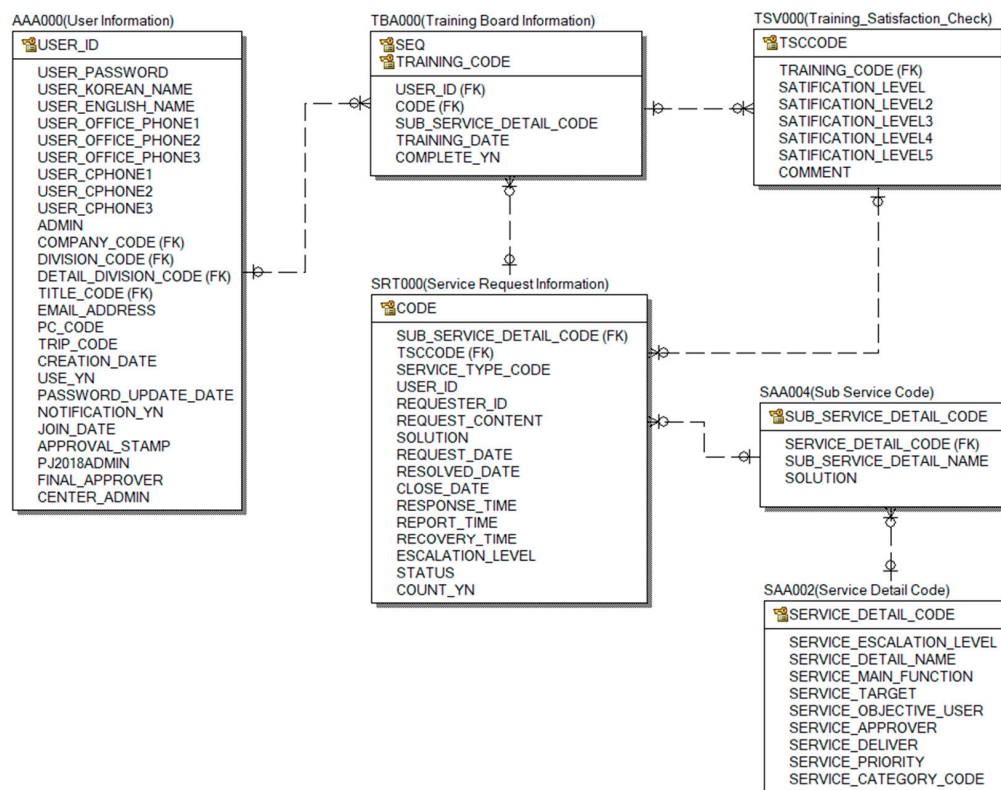 AAA000(User Information)
USER_ID
USER_PASSWORD
USER_KOREAN_NAME
USER_ENGLISH_NAME
USER_OFFICE_PHONE1
USER_OFFICE_PHONE2
USER_OFFICE_PHONE3
USER_CPHONE1
USER_CPHONE2
USER_CPHONE3
ADMIN
COMPANY_CODE (FK)
DIVISION_CODE (FK)
DETAIL_DIVISION_CODE (FK)
TITLE_CODE (FK)
EMAIL_ADDRESS
PC_CODE
TRIP_CODE
CREATION_DATE
USE_YN
PASSWORD_UPDATE_DATE
NOTIFICATION_YN
JOIN_DATE
APPROVAL_STAMP
PJ2018ADMIN
FINAL_APPROVER
CENTER_ADMIN
TBA000(Training Board Information)
SEQ
TRAINING_CODE
USER_ID (FK)
CODE (FK)
SUB_SERVICE_DETAIL_CODE
TRAINING_DATE
COMPLETE_YN
TSV000(Training_Satisfaction_Check)
TSCCODE
TRAINING_CODE (FK)
SATIFICATION_LEVEL
SATIFICATION_LEVEL2
SATIFICATION_LEVEL3
SATIFICATION_LEVEL4
SATIFICATION_LEVEL5
COMMENT
SRT000(Service Request Information)
CODE
SUB_SERVICE_DETAIL_CODE (FK)
TSCCODE (FK)
SERVICE_TYPE_CODE
USER_ID
REQUESTER_ID
REQUEST_CONTENT
SOLUTION
REQUEST_DATE
RESOLVED_DATE
CLOSE_DATE
RESPONSE_TIME
REPORT_TIME
RECOVERY_TIME
ESCALATION_LEVEL
STATUS
COUNT_YN
SAA004(Sub Service Code)
SUB_SERVICE_DETAIL_CODE
SERVICE_DETAIL_CODE (FK)
SUB_SERVICE_DETAIL_NAME
SOLUTION
SAA002(Service Detail Code)
SERVICE_DETAIL_CODE
SERVICE_ESCALATION_LEVEL
SERVICE_DETAIL_NAME
SERVICE_MAIN_FUNCTION
SERVICE_TARGET
SERVICE_OBJECTIVE_USER
SERVICE_APPROVER
SERVICE_DELIVER
SERVICE_PRIORITY
SERVICE_CATEGORY_CODE